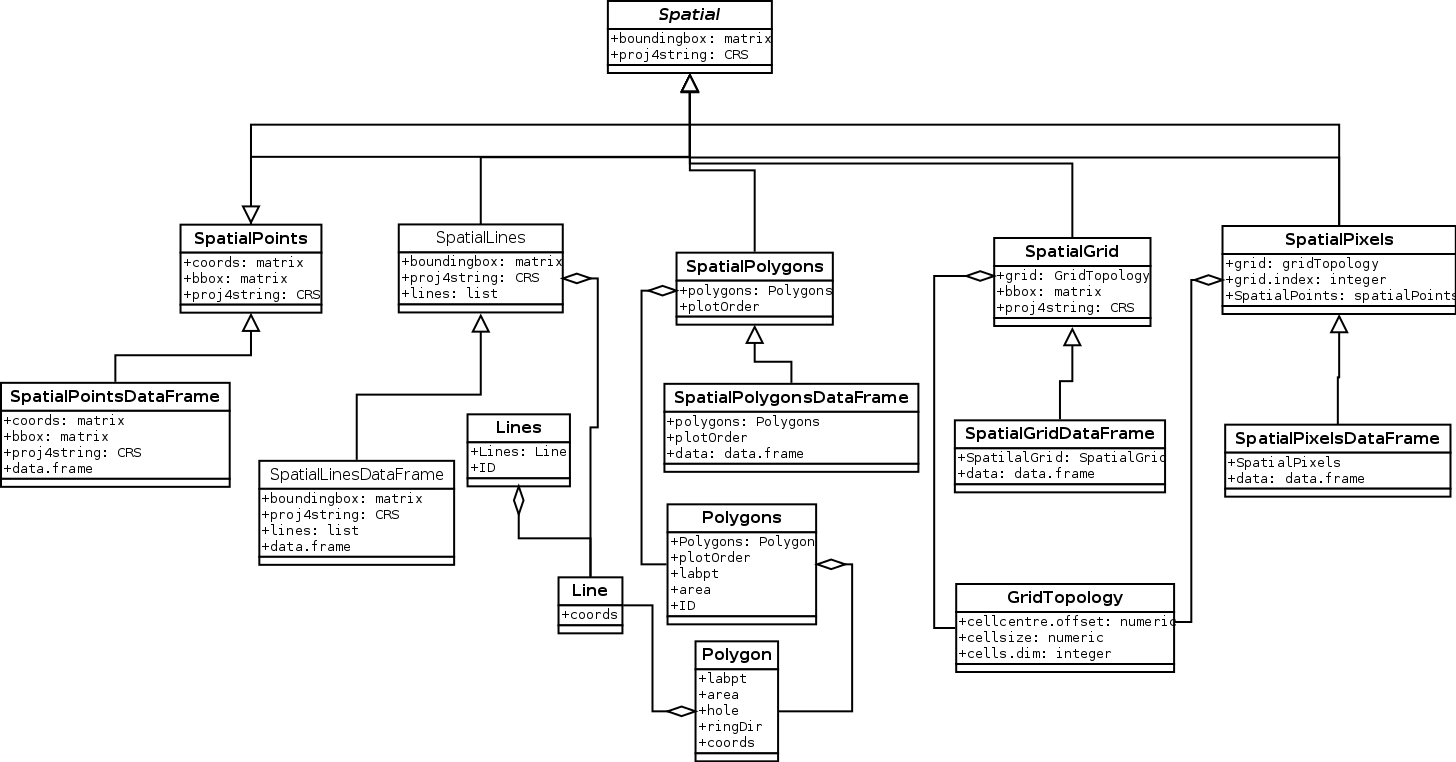 Spatial
+boundingbox: matrix
+proj4string: CRS
SpatialPoints
+coords: matrix
+bbox: matrix
+proj4string: CRS
SpatialLines
+boundingbox: matrix
+proj4string: CRS
+lines: list
SpatialPolygons
+polygons: Polygons
+plotOrder
SpatialGrid
+grid: GridTopology
+bbox: matrix
+proj4string: CRS
SpatialPixels
+grid: gridTopology
+grid.index: integer
+SpatialPoints: spatialPoints
SpatialPointsDataFrame
+coords: matrix
+bbox: matrix
+proj4string: CRS
+data.frame
SpatialLinesDataFrame
+boundingbox: matrix
+proj4string: CRS
+lines: list
+data.frame
Lines
+Lines: Line
+ID
SpatialPolygonsDataFrame
+polygons: Polygons
+plotOrder
+data: data.frame
SpatialGridDataFrame
+SpatilalGrid: SpatialGrid
+data: data.frame
SpatialPixelsDataFrame
+SpatialPixels
+data: data.frame
Line
+coords
Polygons
+Polygons: Polygon
+plotOrder
+labpt
+area
+ID
Polygon
+labpt
+area
+hole
+ringDir
+coords
GridTopology
+cellcentre.offset: numeric
+cellsize: numeric
+cells.dim: integer